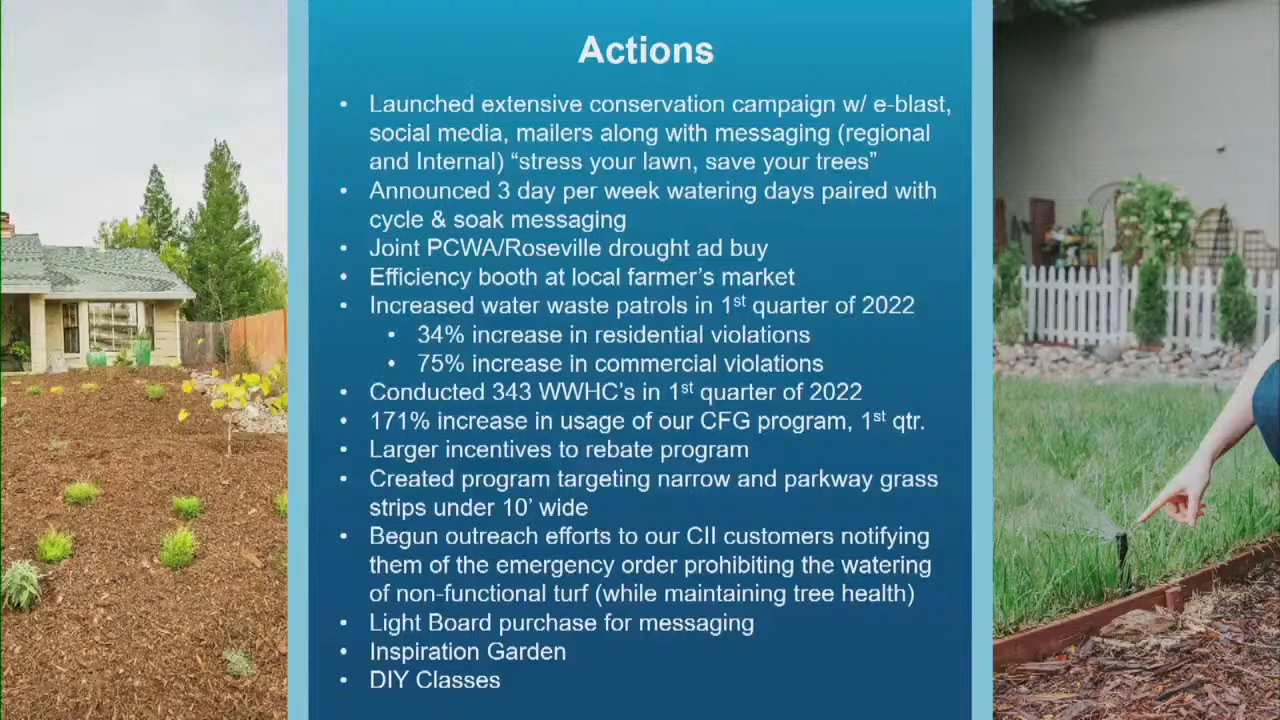 Actions
• Launched extensive conservation campaign w/ e-blast,
social media, mailers along with messaging (regional
and Internal) “stress your lawn, save your trees”
• Announced 3 day per week watering days paired with
cycle & soak messaging
• Joint PCWA/Roseville drought ad buy
• Efficiency booth at local farmer’s market
• Increased water waste patrols in 1st quarter of 2022
• 34% increase in residential violations
• 75% increase in commercial violations
• Conducted 343 WWHC’s in 1st quarter of 2022
• 171% increase in usage of our CFG program, 1st qtr.
• Larger incentives to rebate program
• Created program targeting narrow and parkway grass
strips under 10’ wide
• Begun outreach efforts to our CII customers notifying
them of the emergency order prohibiting the watering
of non-functional turf (while maintaining tree health)
• Light Board purchase for messaging
• Inspiration Garden
• DIY Classes